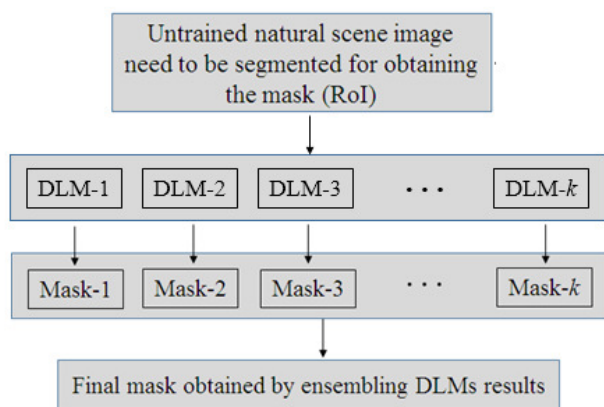 Untrained natural scene image
need to be segmented for obtaining
the mask (RoI)
DLM-1 DLM-2 DLM-3 ... DLM-k
Mask-1 Mask-2 Mask-3 ... Mask-k
Final mask obtained by ensembling DLMs results